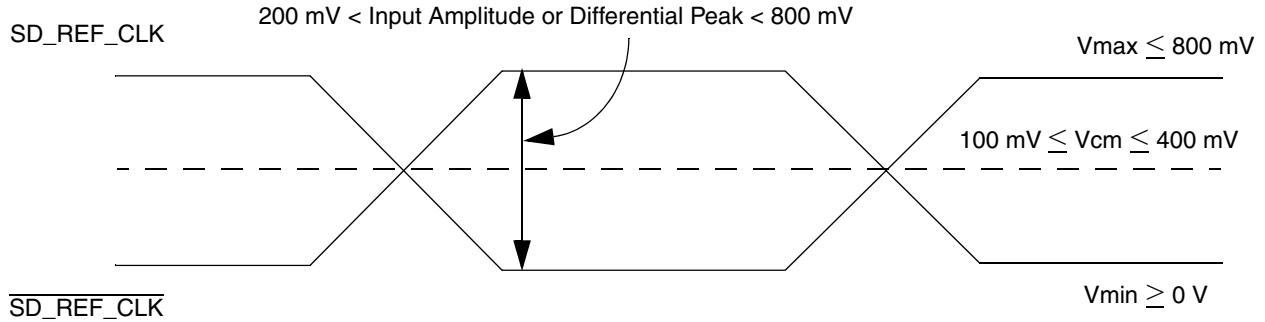 200 mV < Input Amplitude or Differential Peak < 800 mV
SD_REF_CLK
Vmax ≤ 800 mV
100 mV ≤ Vcm ≤ 400 mV
Vmin ≥ 0 V
S̅D̅_̅R̅E̅F̅_̅C̅L̅K̅